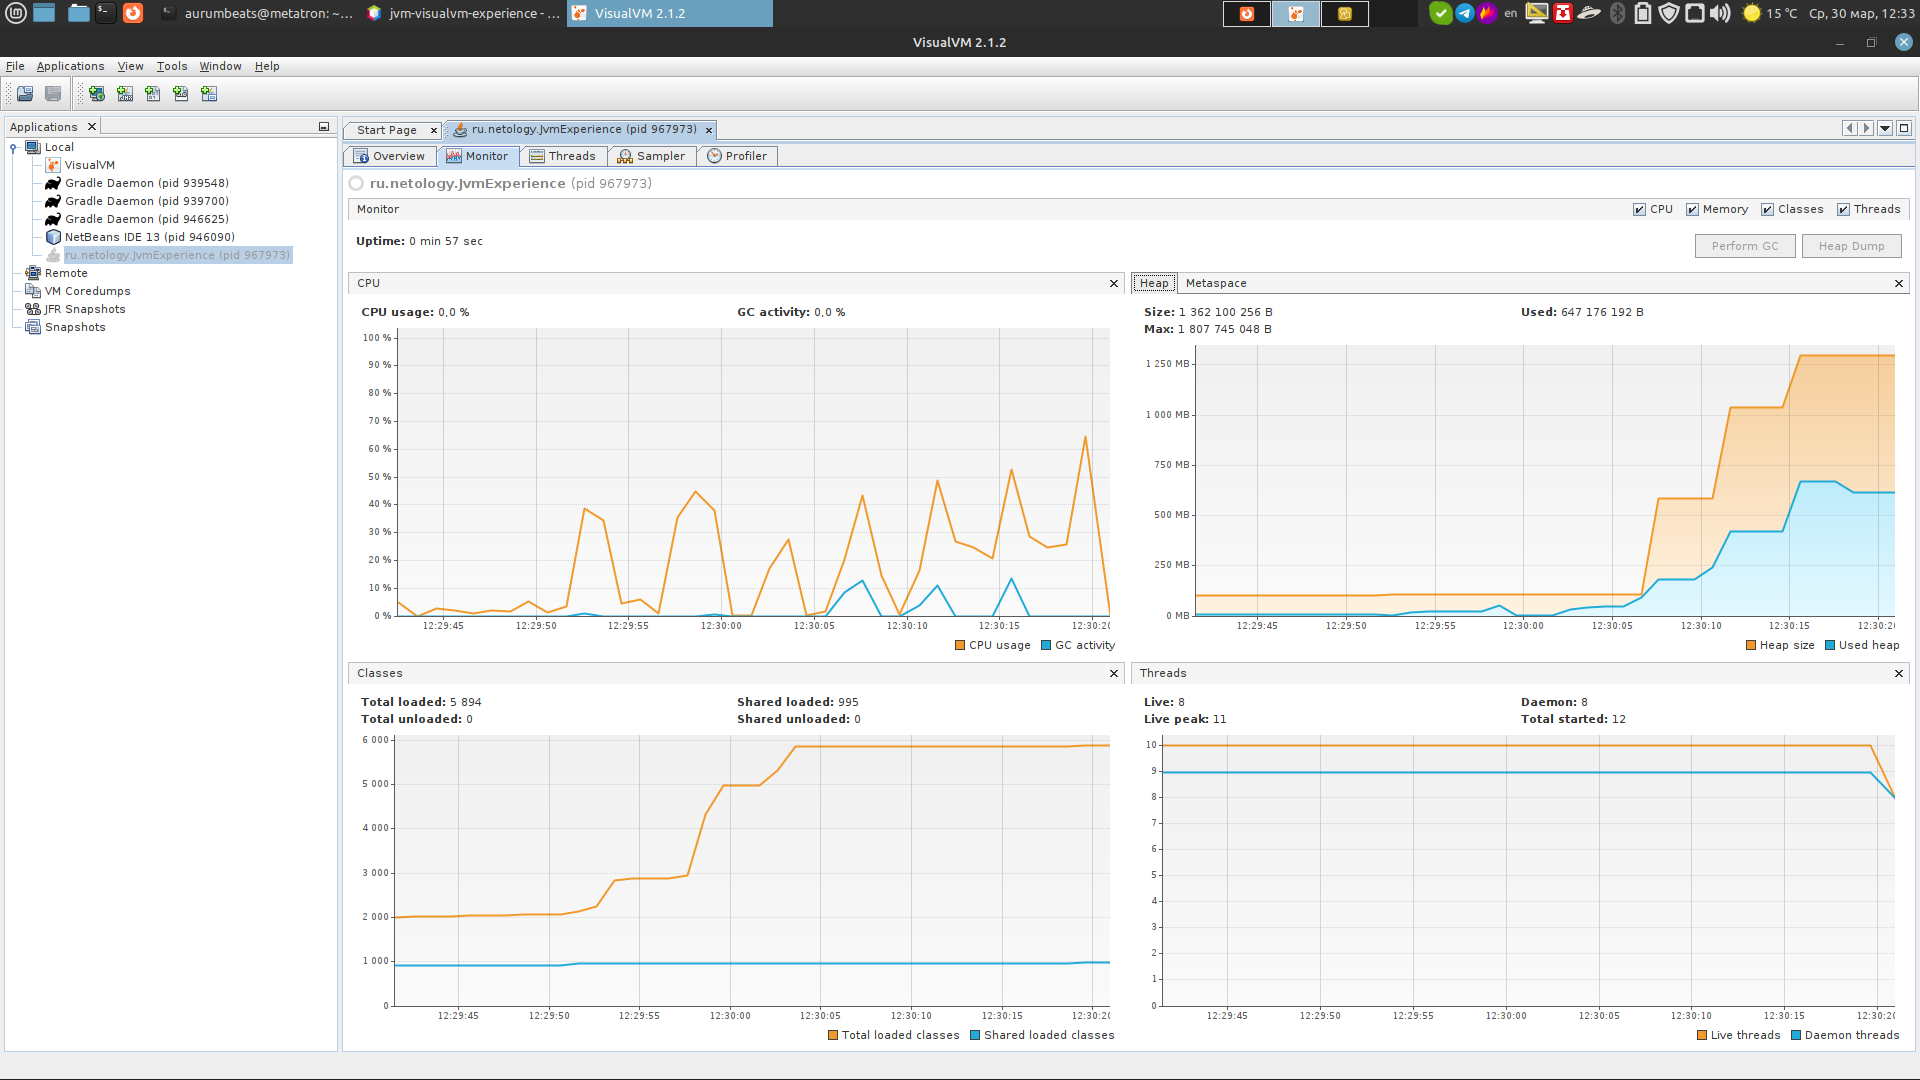 aurumbeats@metatron: ~...
jvm-visualvm-experience - ...
VisualVM 2.1.2
en
15 °C
Ср, 30 мар, 12:33
VisualVM 2.1.2
File Applications View Tools Window Help
Applications
Local
VisualVM
Gradle Daemon (pid 939548)
Gradle Daemon (pid 939700)
Gradle Daemon (pid 946625)
NetBeans IDE 13 (pid 946090)
ru.netology.JvmExperience (pid 967973)
Remote
VM Coredumps
JFR Snapshots
Snapshots
Start Page
ru.netology.JvmExperience (pid 967973)
Overview Monitor Threads Sampler Profiler
ru.netology.JvmExperience (pid 967973)
Monitor
CPU Memory Classes Threads
Uptime: 0 min 57 sec
Perform GC
Heap Dump
CPU
CPU usage: 0,0 %
GC activity: 0,0 %
100 %
90 %
80 %
70 %
60 %
50 %
40 %
30 %
20 %
10 %
0 %
12:29:45 12:29:50 12:29:55 12:30:00 12:30:05 12:30:10 12:30:15 12:30:20
CPU usage GC activity
Heap Metaspace
Size: 1 362 100 256 B
Used: 647 176 192 B
Max: 1 807 745 048 B
1 250 MB
1 000 MB
750 MB
500 MB
250 MB
0 MB
12:29:45 12:29:50 12:29:55 12:30:00 12:30:05 12:30:10 12:30:15 12:30:2
Heap size Used heap
Classes
Total loaded: 5 894
Shared loaded: 995
Total unloaded: 0
Shared unloaded: 0
6 000
5 000
4 000
3 000
2 000
1 000
0
12:29:45 12:29:50 12:29:55 12:30:00 12:30:05 12:30:10 12:30:15 12:30:20
Total loaded classes Shared loaded classes
Threads
Live: 8
Daemon: 8
Live peak: 11
Total started: 12
10
9
8
7
6
5
4
3
2
1
0
12:29:45 12:29:50 12:29:55 12:30:00 12:30:05 12:30:10 12:30:15 12:30:20
Live threads Daemon threads